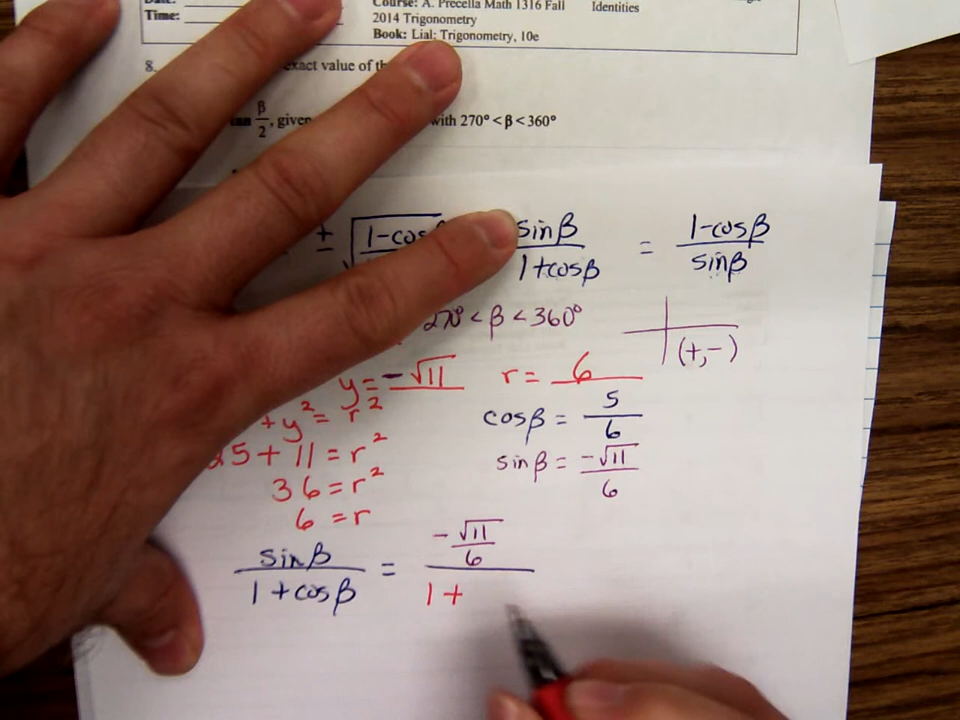 Time:
Course: A. Precella Math 1316 Fall
2014 Trigonometry
Book: Lial: Trigonometry, 10e
Identities
8. exact value of th
β/2, given with 270° < β < 360°
± √(1-cos sinβ/(1+cosβ) = (1-cosβ)/sinβ
270° < β < 360°
(+,-)
y = -√11 r = 6
+ y² = r²
cosβ = 5/6
25 + 11 = r²
sinβ = -√11/6
36 = r²
6 = r
sinβ/(1+cosβ) = (-√11/6)/(1+